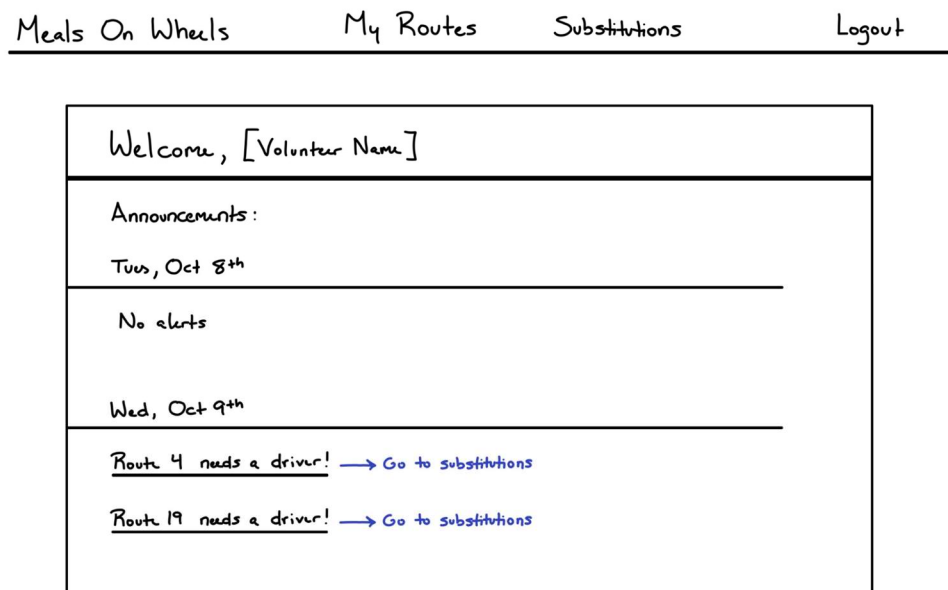 Meals On Wheels My Routes Substitutions Logout
Welcome, [Volunteer Name]
Announcements:
Tues, Oct 8th
No alerts
Wed, Oct 9th
Route 4 needs a driver! → Go to substitutions
Route 19 needs a driver! → Go to substitutions